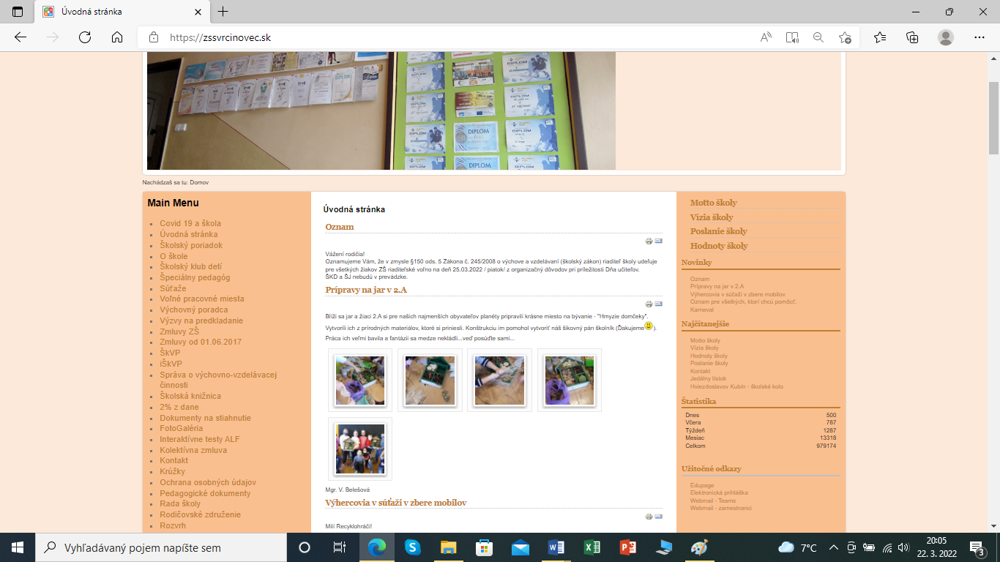 Úvodná stránka
https://zssvrcinovec.sk
DIPLOM
DIPLOM
DIPLOM
DIPLOM
Nachádzaš sa tu: Domov
Main Menu
Covid 19 a škola
Úvodná stránka
Školský poriadok
O škole
Školský klub detí
Špeciálny pedagóg
Súťaže
Voľné pracovné miesta
Výchovný poradca
Výzvy na predkladanie
Zmluvy ZŠ
Zmluvy od 01.06.2017
ŠkVP
iŠkVP
Správa o výchovno-vzdelávacej
činnosti
Školská knižnica
2% z dane
Dokumenty na stiahnutie
FotoGaléria
Interaktívne testy ALF
Kolektívna zmluva
Kontakt
Krúžky
Ochrana osobných údajov
Pedagogické dokumenty
Rada školy
Rodičovské združenie
Rozvrh
Úvodná stránka
Oznam
Vážení rodičia!
Oznamujeme Vám, že v zmysle §150 ods. 5 Zákona č. 245/2008 o výchove a vzdelávaní (školský zákon) riaditeľ školy udeľuje
pre všetkých žiakov ZŠ riaditeľské voľno na deň 25.03.2022 / piatok/ z organizačný dôvodov pri príležitosti Dňa učiteľov.
ŠKD a ŠJ nebudú v prevádzke.
Prípravy na jar v 2.A
Blíži sa jar a žiaci 2.A si pre našich najmenších obyvateľov planéty pripravili krásne miesto na bývanie - "Hmyzie domčeky".
Vytvorili ich z prírodných materiálov, ktoré si priniesli. Konštrukciu im pomohol vytvoriť náš šikovný pán školník (Ďakujeme ).
Práca ich veľmi bavila a fantázii sa medze nekládli...veď posúďte sami...
Mgr. V. Belešová
Výhercovia v súťaži v zbere mobilov
Milí Recyklohráči!
Motto školy
Vízia školy
Poslanie školy
Hodnoty školy
Novinky
Oznam
Prípravy na jar v 2.A
Výhercovia v súťaži v zbere mobilov
Oznam pre všetkých, ktorí chcú pomôcť.
Karneval
Najčítanejšie
Motto školy
Vízia školy
Hodnoty školy
Poslanie školy
Kontakt
Jedálny lístok
Hviezdoslavov Kubín - školské kolo
Štatistika
Dnes 500
Včera 787
Týždeň 1287
Mesiac 13318
Celkom 979174
Užitočné odkazy
Edupage
Elektronická prihláška
Webmail - Teams
Webmail - zamestnanci
Vyhľadávaný pojem napíšte sem
7°C
20:05
22. 3. 2022
3